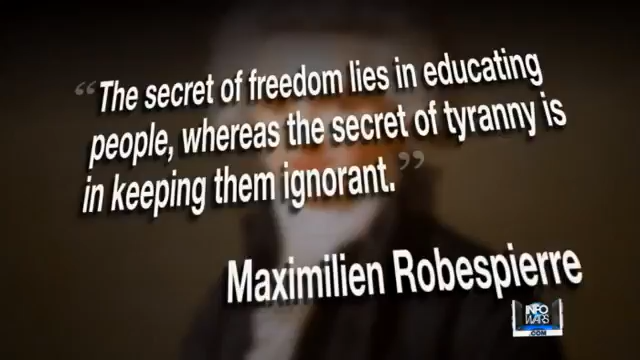 “The secret of freedom lies in educating
people, whereas the secret of tyranny is
in keeping them ignorant.”
Maximilien Robespierre
INFO
WARS
.COM